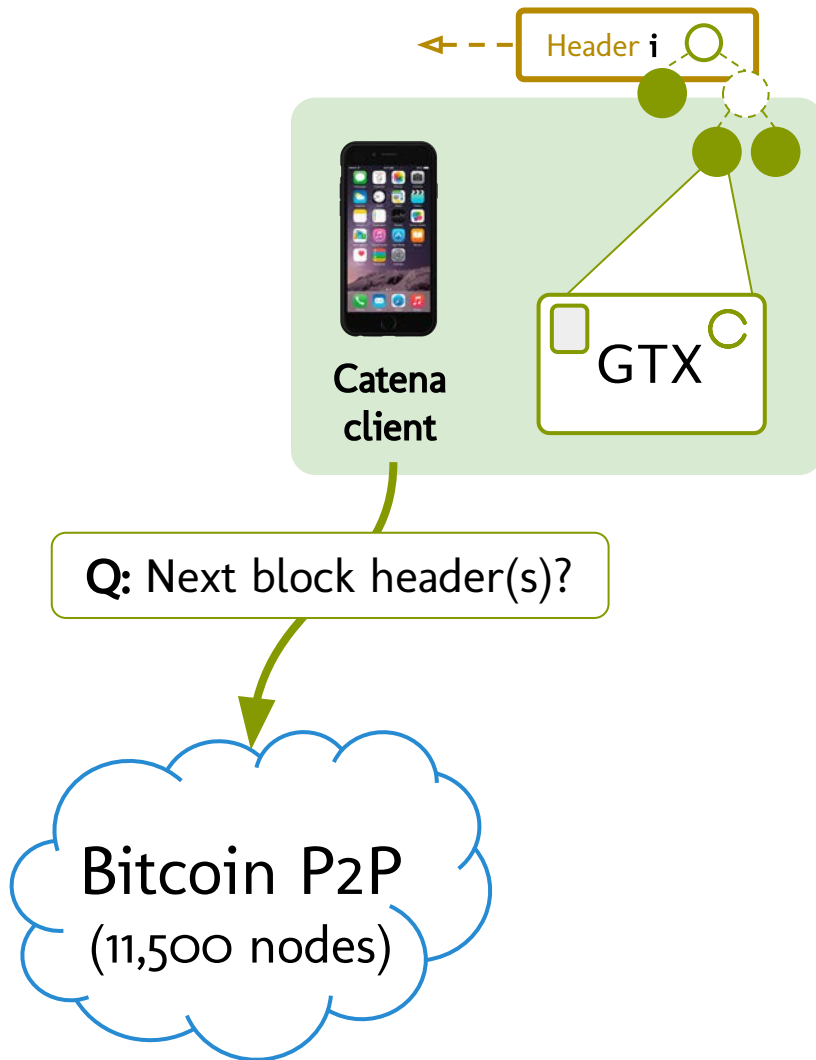 Header i
Catena
client
GTX
Q: Next block header(s)?
Bitcoin P2P
(11,500 nodes)